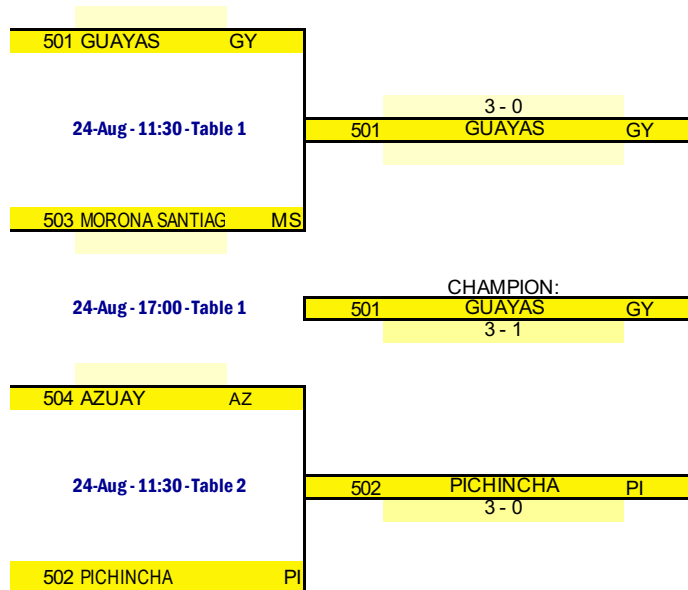 501 GUAYAS GY
3 - 0
24-Aug - 11:30 - Table 1
501 GUAYAS GY
503 MORONA SANTIAG MS
CHAMPION:
24-Aug - 17:00 - Table 1
501 GUAYAS GY
3 - 1
504 AZUAY AZ
24-Aug - 11:30 - Table 2
502 PICHINCHA PI
3 - 0
502 PICHINCHA PI